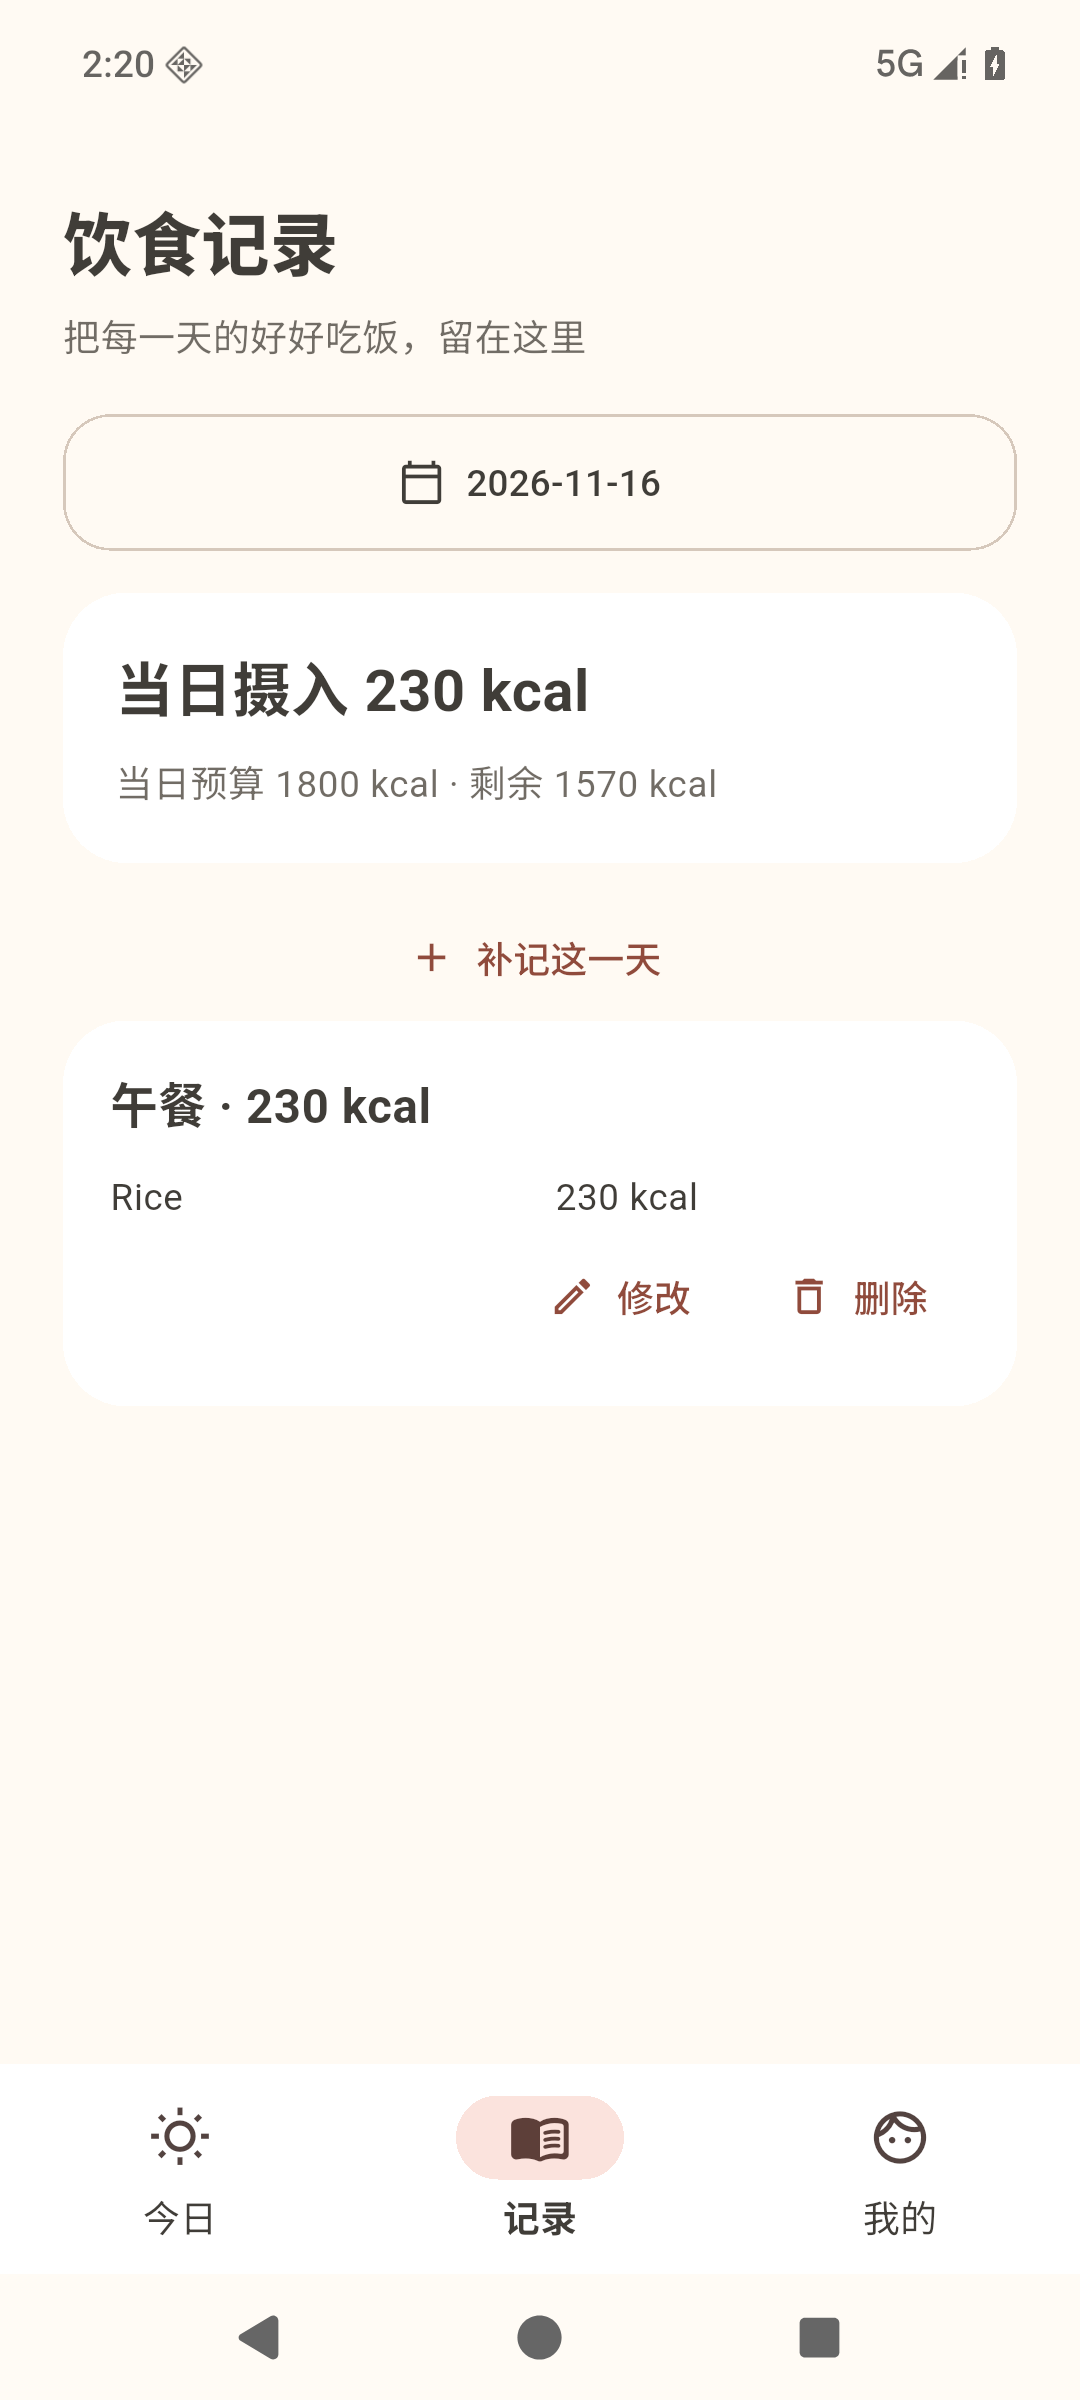 2:20
5G
饮食记录
把每一天的好好吃饭，留在这里
2026-11-16
当日摄入 230 kcal
当日预算 1800 kcal · 剩余 1570 kcal
+ 补记这一天
午餐 · 230 kcal
Rice 230 kcal
修改 删除
今日 记录 我的